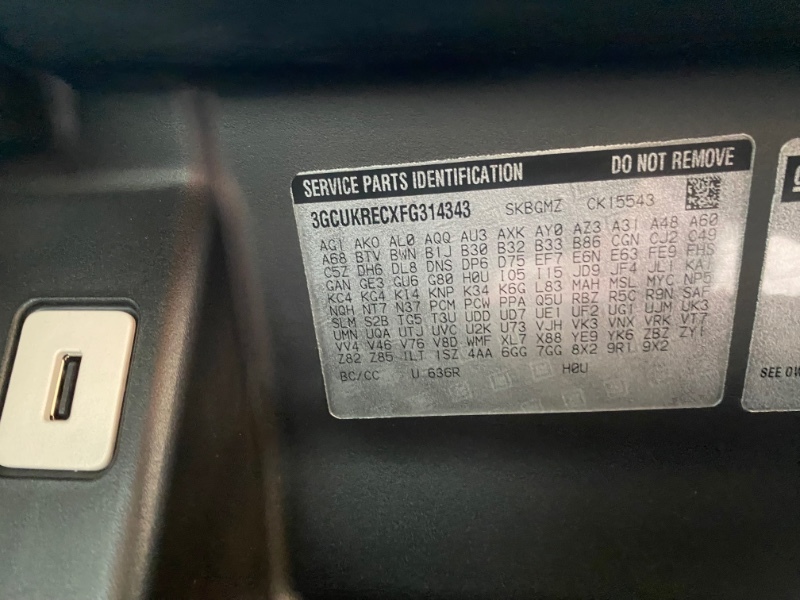 SERVICE PARTS IDENTIFICATION DO NOT REMOVE
3GCUKRECXFG314343 SKBGMZ CK15543
AG1 AKO AL0 AQQ AU3 AXK AY0 AZ3 A31 A48 A60
A68 BTV BWN B1J B30 B32 B33 B86 CGN CJ2 C49
C5Z DH6 DL8 DNS DP6 D75 EF7 E6N E63 FE9 FHS
GAN GE3 GU6 G80 H0U IO5 I15 JD9 JF4 JL1 KA1
KC4 KG4 K14 KNP K34 K6G L83 MAH MSL MYC NP5
NQH NT7 N37 PCM PCW PPA Q5U RBZ R5C R9N SAF
SLM S2B TG5 T3U UDD UD7 UE1 UF2 UG1 UJM UK3
UMN UQA UTJ UVC U2K U73 VJH VK3 VNX VRK VT7
VV4 V46 V76 V8D WMF XL7 X88 YE9 YK6 Z82 ZY1
Z82 Z85 1LT 1SZ 4AA 6GG 7GG 8X2 9R1 9X2
BC/CC U 636R H0U
SEE